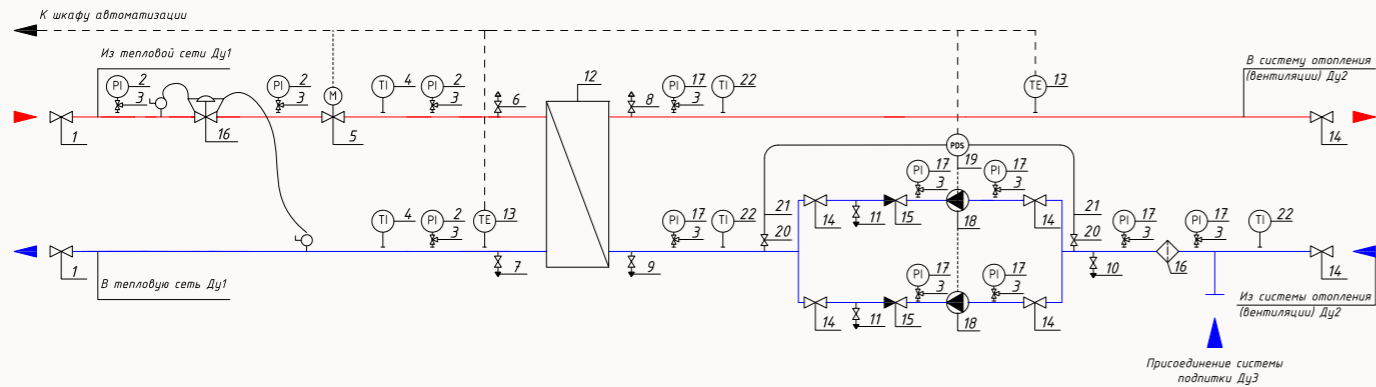 К шкафу автоматизации
Из тепловой сети Ду1
В систему отопления
(вентиляции) Ду2
PI 2 3
16
PI 2 3
M
5
TI 4
PI 2 3
6
12
8
PI 17 3
TI 22
TE 13
1
14
PDS
19
PI 17 3
PI 17 3
14
11
15
18
14
21
20
21
20
TI 4
PI 2 3
TE 13
PI 17 3
TI 22
PI 17 3
PI 17 3
TI 22
1
7
9
10
16
14
В тепловую сеть Ду1
PI 17 3
PI 17 3
14
11
15
18
14
Из системы отопления
(вентиляции) Ду2
Присоединение системы
подпитки Ду3